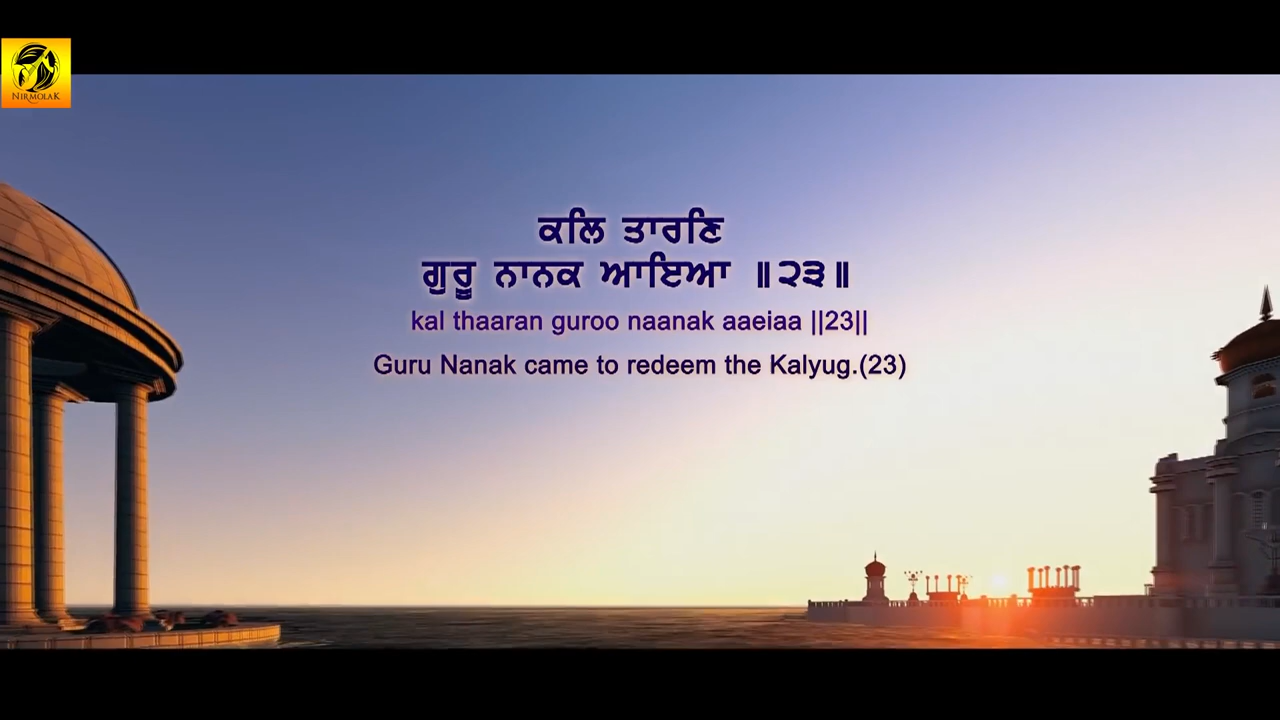 NIRMOLAK
ਕਲਿ ਤਾਰਣਿ
ਗੁਰੂ ਨਾਨਕ ਆਇਆ ॥੨੩॥
kal thaaran guroo naanak aaeiaa ||23||
Guru Nanak came to redeem the Kalyug.(23)